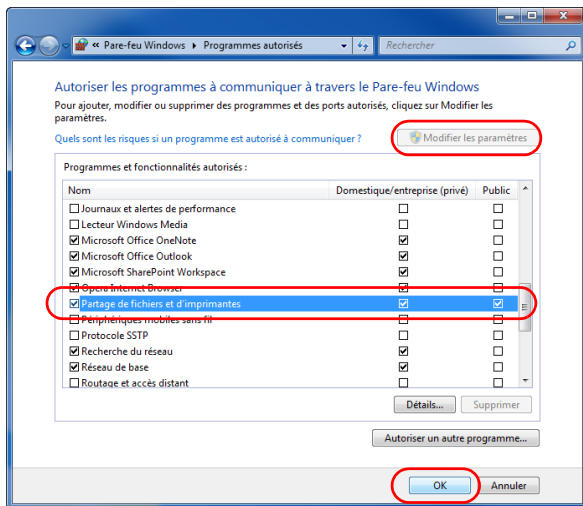 « Pare-feu Windows ▸ Programmes autorisés
Rechercher
Autoriser les programmes à communiquer à travers le Pare-feu Windows
Pour ajouter, modifier ou supprimer des programmes et des ports autorisés, cliquez sur Modifier les
paramètres.
Quels sont les risques si un programme est autorisé à communiquer ?
Modifier les paramètres
Programmes et fonctionnalités autorisés :
Nom Domestique/entreprise (privé) Public
Journaux et alertes de performance
Lecteur Windows Media
Microsoft Office OneNote
Microsoft Office Outlook
Microsoft SharePoint Workspace
Opera Internet Browser
Partage de fichiers et d'imprimantes
Périphériques mobiles sans fil
Protocole SSTP
Recherche du réseau
Réseau de base
Routage et accès distant
Détails... Supprimer
Autoriser un autre programme...
OK Annuler